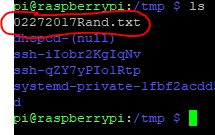 pi@raspberrypi:/tmp $ ls
02272017Rand.txt
dhcpcd-(null)
ssh-iIobr2KgIqNv
ssh-qZY7yPIolRtp
systemd-private-1fbf2acdd
pi@raspberrypi:/tmp $